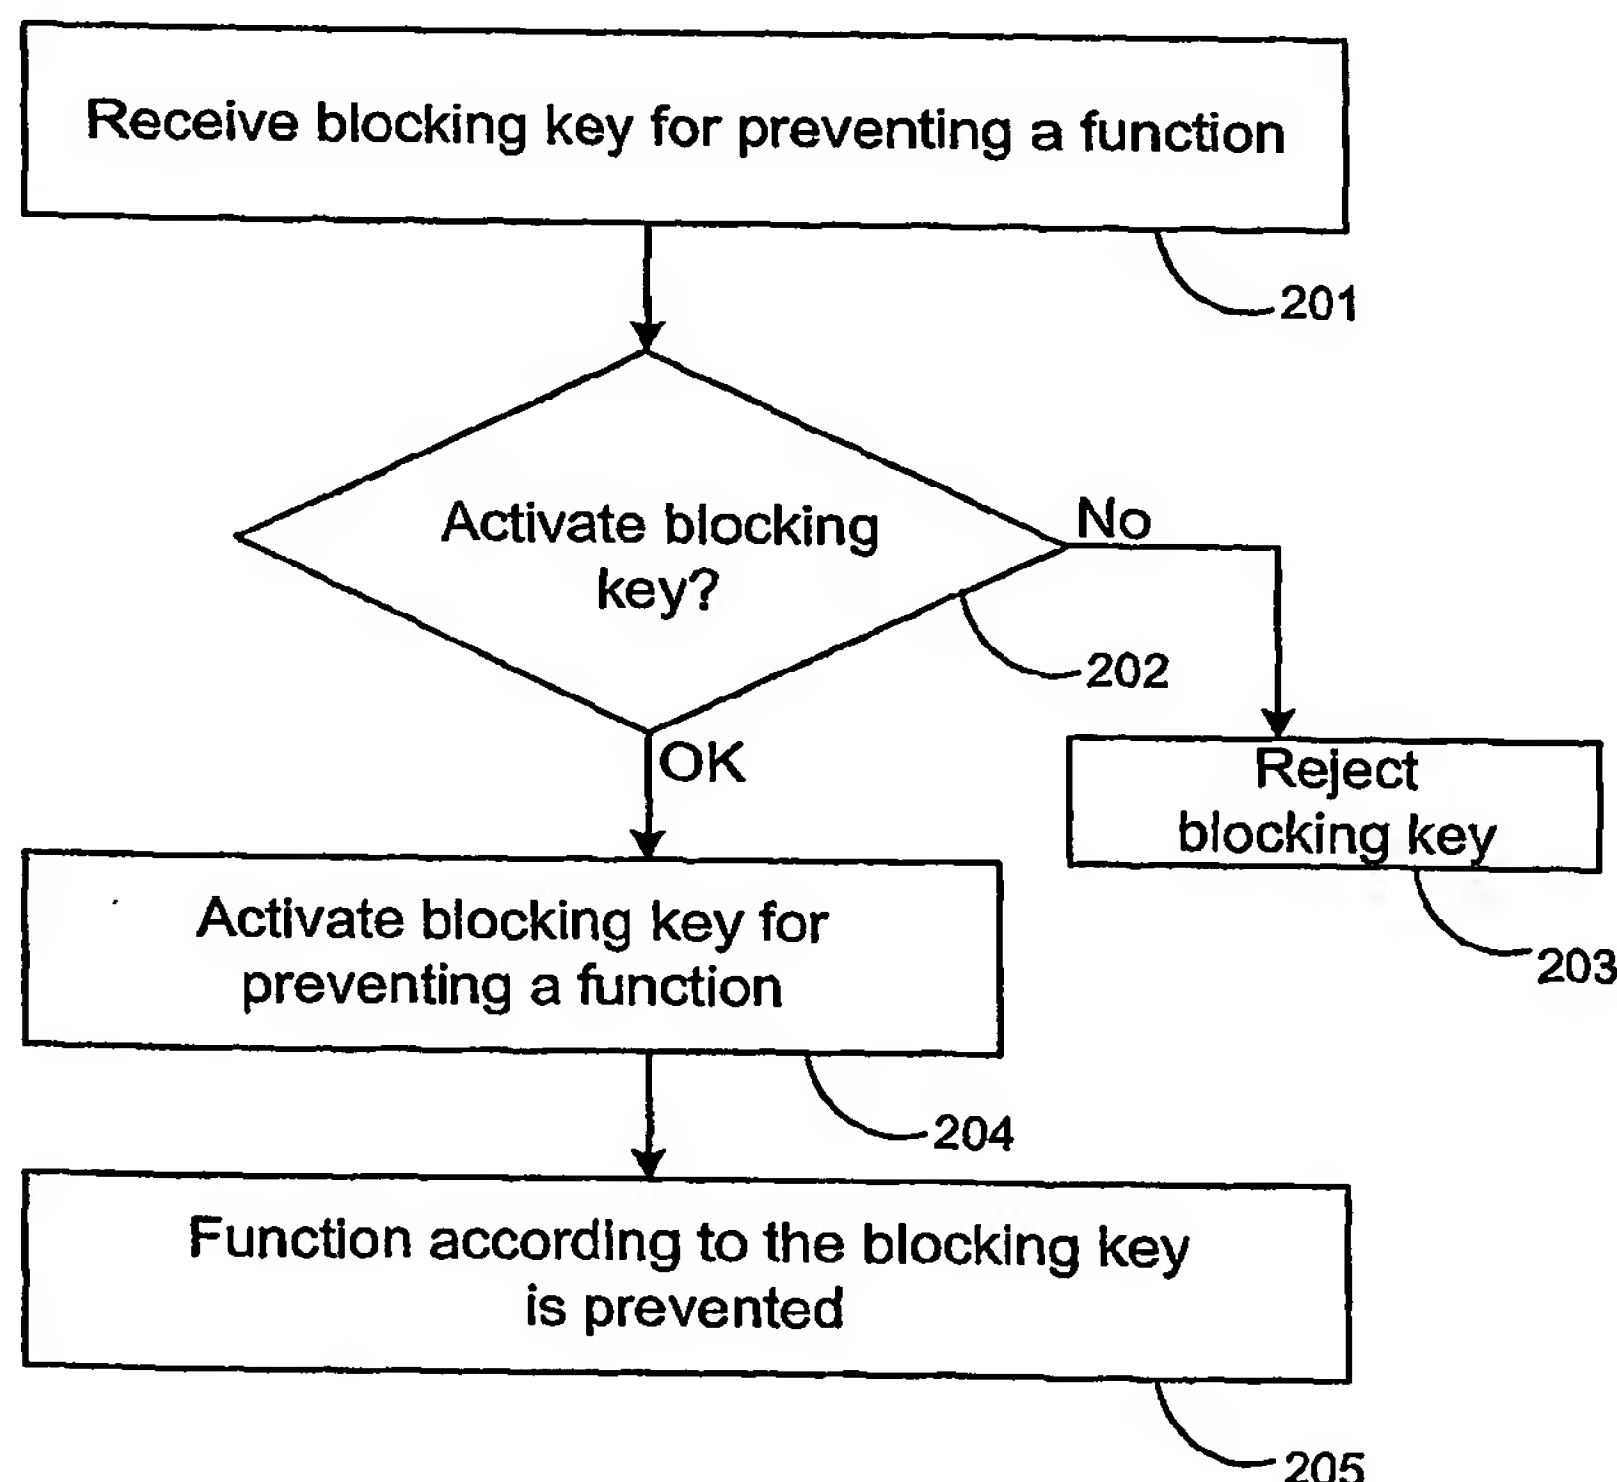 Receive blocking key for preventing a function
201
Activate blocking
key?
No
202
OK
Reject
blocking key
203
Activate blocking key for
preventing a function
204
Function according to the blocking key
is prevented
205